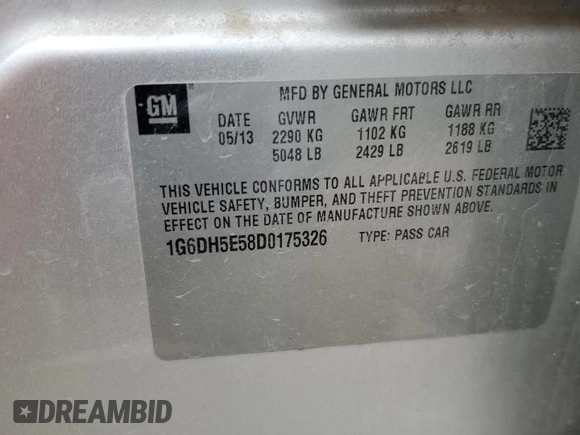 GM
MFD BY GENERAL MOTORS LLC
DATE GVWR GAWR FRT GAWR RR
05/13 2290 KG 1102 KG 1188 KG
5048 LB 2429 LB 2619 LB
THIS VEHICLE CONFORMS TO ALL APPLICABLE U.S. FEDERAL MOTOR
VEHICLE SAFETY, BUMPER, AND THEFT PREVENTION STANDARDS IN
EFFECT ON THE DATE OF MANUFACTURE SHOWN ABOVE.
1G6DH5E58D0175326 TYPE: PASS CAR
DREAMBID